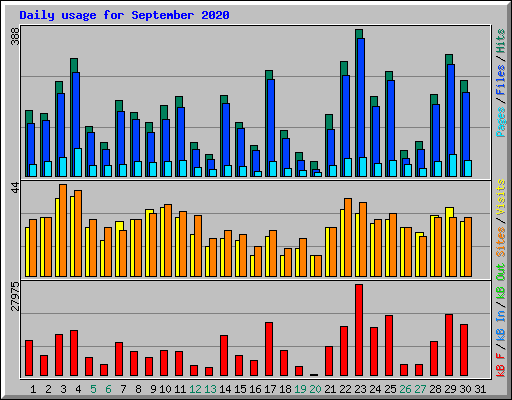 Daily usage for September 2020
388
Pages / Files / Hits
44
Sites / Visits
27975
kB F / kB In / kB Out
1 2 3 4 5 6 7 8 9 10 11 12 13 14 15 16 17 18 19 20 21 22 23 24 25 26 27 28 29 30 31